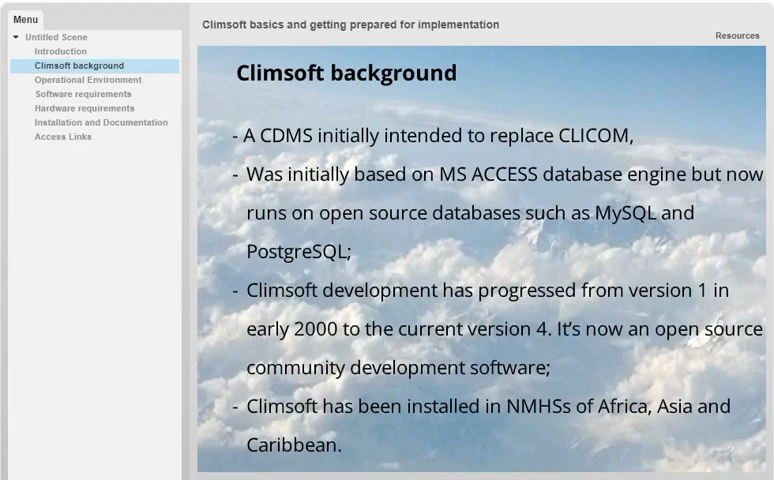 Menu
Untitled Scene
Introduction
Climsoft background
Operational Environment
Software requirements
Hardware requirements
Installation and Documentation
Access Links
Climsoft basics and getting prepared for implementation
Resources
Climsoft background
- A CDMS initially intended to replace CLICOM,
- Was initially based on MS ACCESS database engine but now
runs on open source databases such as MySQL and
PostgreSQL;
- Climsoft development has progressed from version 1 in
early 2000 to the current version 4. It's now an open source
community development software;
- Climsoft has been installed in NMHSs of Africa, Asia and
Caribbean.